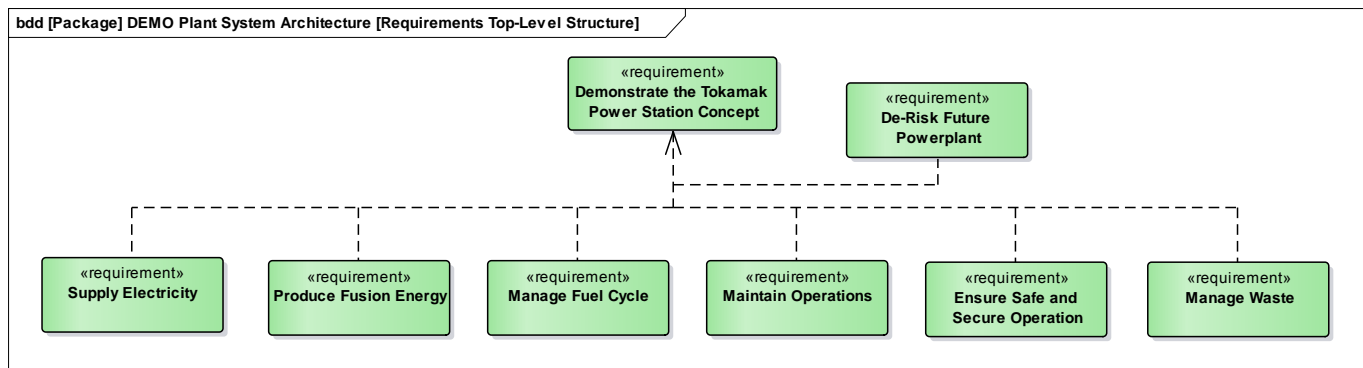 bdd [Package] DEMO Plant System Architecture [Requirements Top-Level Structure]
«requirement»
Demonstrate the Tokamak
Power Station Concept
«requirement»
De-Risk Future
Powerplant
«requirement»
Supply Electricity
«requirement»
Produce Fusion Energy
«requirement»
Manage Fuel Cycle
«requirement»
Maintain Operations
«requirement»
Ensure Safe and
Secure Operation
«requirement»
Manage Waste